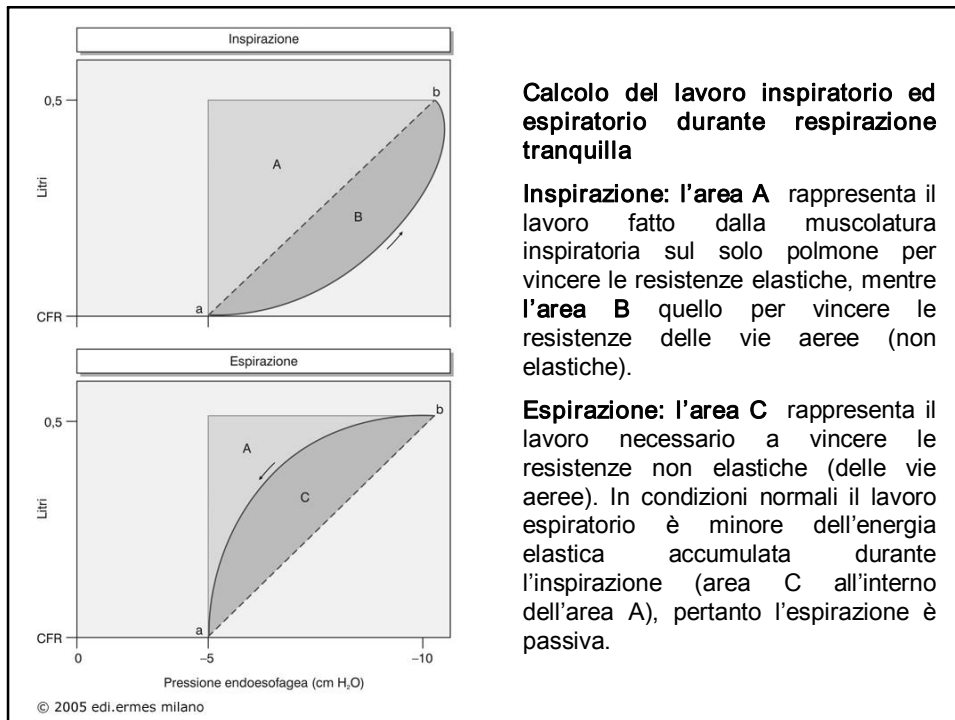 Inspirazione
0,5
b
A
B
Litri
a
CFR
Espirazione
0,5
b
A
C
Litri
a
CFR
0
–5
–10
Pressione endoesofagea (cm H₂O)
© 2005 edi.ermes milano
Calcolo del lavoro inspiratorio ed
espiratorio durante respirazione
tranquilla
Inspirazione: l’area A rappresenta il
lavoro fatto dalla muscolatura
inspiratoria sul solo polmone per
vincere le resistenze elastiche, mentre
l’area B quello per vincere le
resistenze delle vie aeree (non
elastiche).
Espirazione: l’area C rappresenta il
lavoro necessario a vincere le
resistenze non elastiche (delle vie
aeree). In condizioni normali il lavoro
espiratorio è minore dell’energia
elastica accumulata durante
l’inspirazione (area C all’interno
dell’area A), pertanto l’espirazione è
passiva.